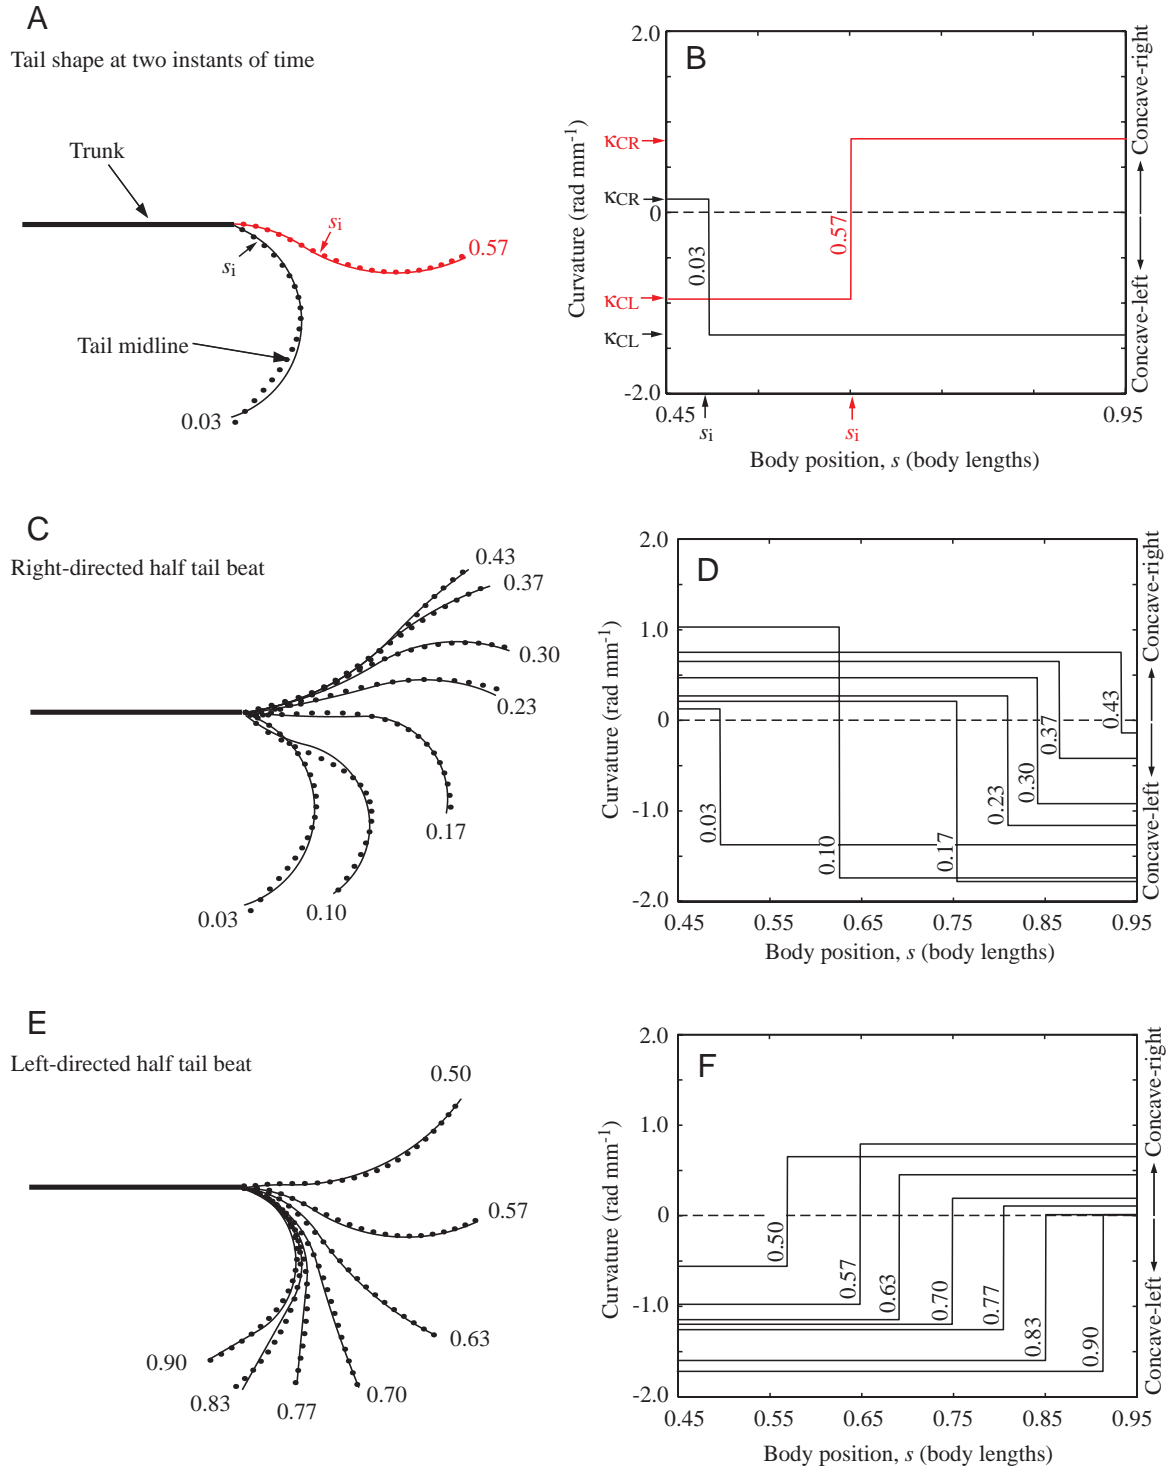 A
Tail shape at two instants of time
Trunk
si
si
0.57
Tail midline
0.03
B
2.0
0
-2.0
Curvature (rad mm-1)
κCR
κCR
κCL
κCL
0.03
0.57
0.45
0.95
si
si
Body position, s (body lengths)
Concave-right
Concave-left
C
Right-directed half tail beat
0.43
0.37
0.30
0.23
0.17
0.10
0.03
D
2.0
1.0
0
-1.0
-2.0
Curvature (rad mm-1)
0.03
0.10
0.17
0.23
0.30
0.37
0.43
0.45
0.55
0.65
0.75
0.85
0.95
Body position, s (body lengths)
Concave-right
Concave-left
E
Left-directed half tail beat
0.50
0.57
0.63
0.70
0.77
0.83
0.90
F
2.0
1.0
0
-1.0
-2.0
Curvature (rad mm-1)
0.50
0.57
0.63
0.70
0.77
0.83
0.90
0.45
0.55
0.65
0.75
0.85
0.95
Body position, s (body lengths)
Concave-right
Concave-left